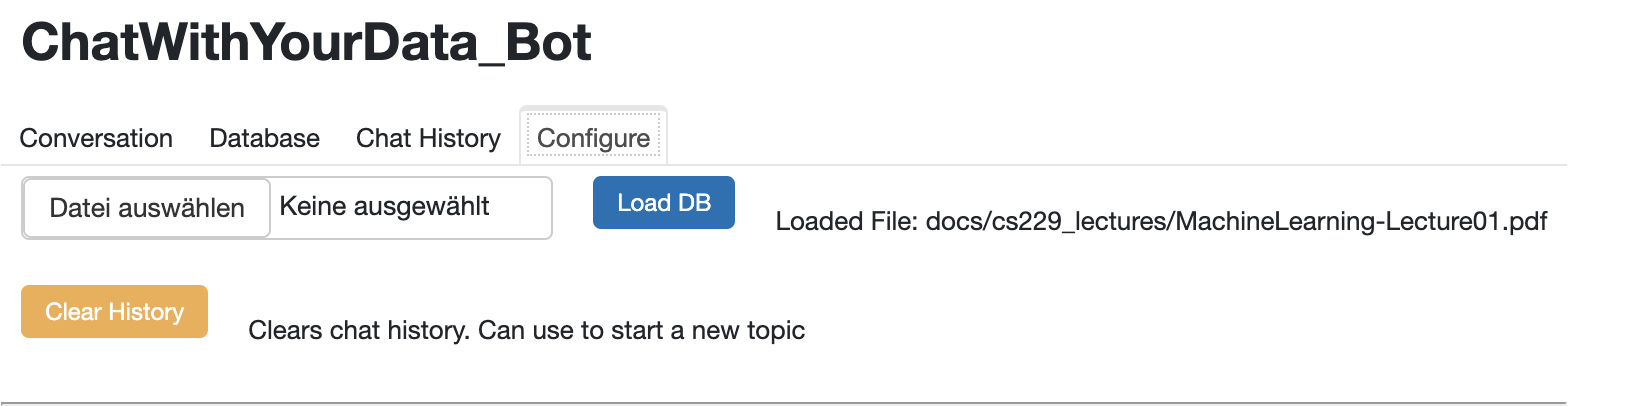 ChatWithYourData_Bot
Conversation Database Chat History Configure
Datei auswählen Keine ausgewählt Load DB Loaded File: docs/cs229_lectures/MachineLearning-Lecture01.pdf
Clear History Clears chat history. Can use to start a new topic